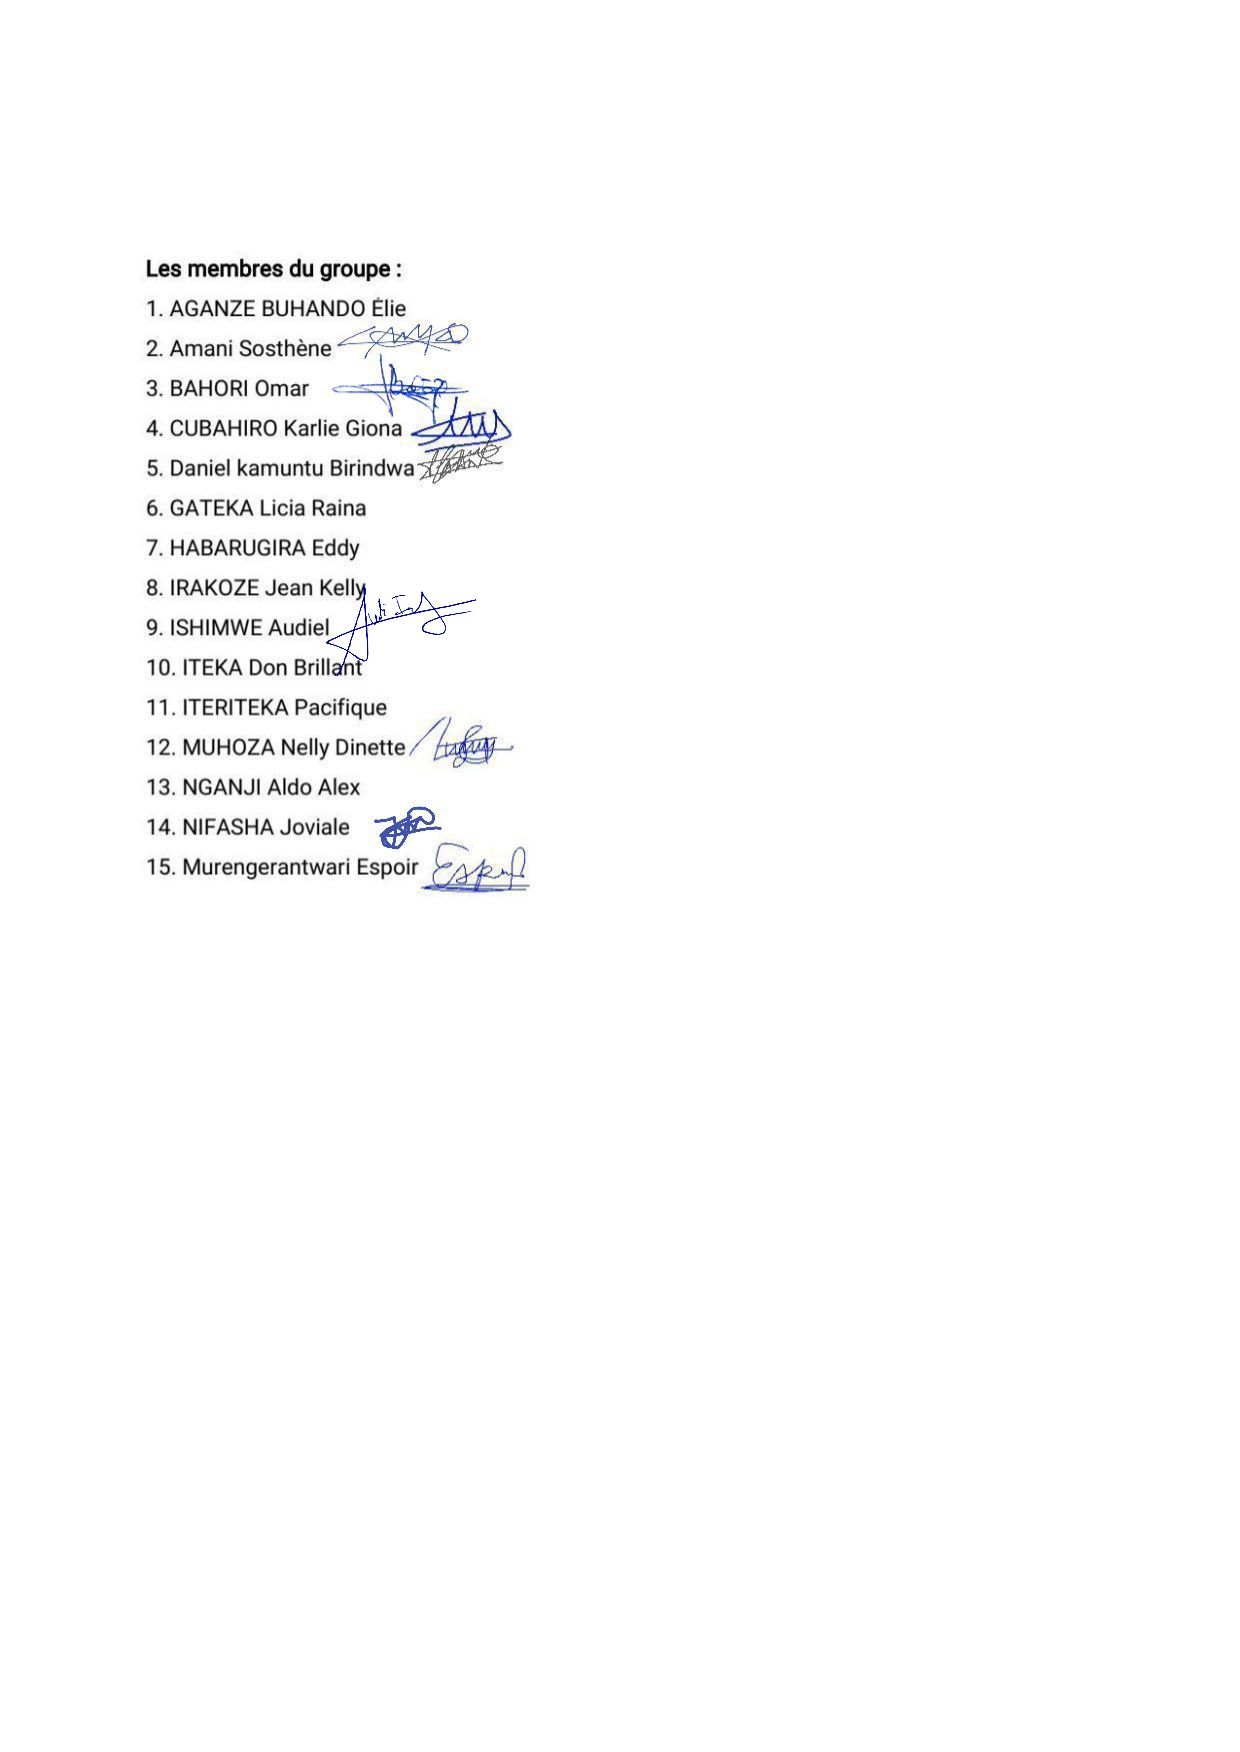 Les membres du groupe :
1. AGANZE BUHANDO Élie
2. Amani Sosthène
3. BAHORI Omar
4. CUBAHIRO Karlie Giona
5. Daniel kamuntu Birindwa
6. GATEKA Licia Raina
7. HABARUGIRA Eddy
8. IRAKOZE Jean Kelly
9. ISHIMWE Audiel
10. ITEKA Don Brillant
11. ITERITEKA Pacifique
12. MUHOZA Nelly Dinette
13. NGANJI Aldo Alex
14. NIFASHA Joviale
15. Murengerantwari Espoir